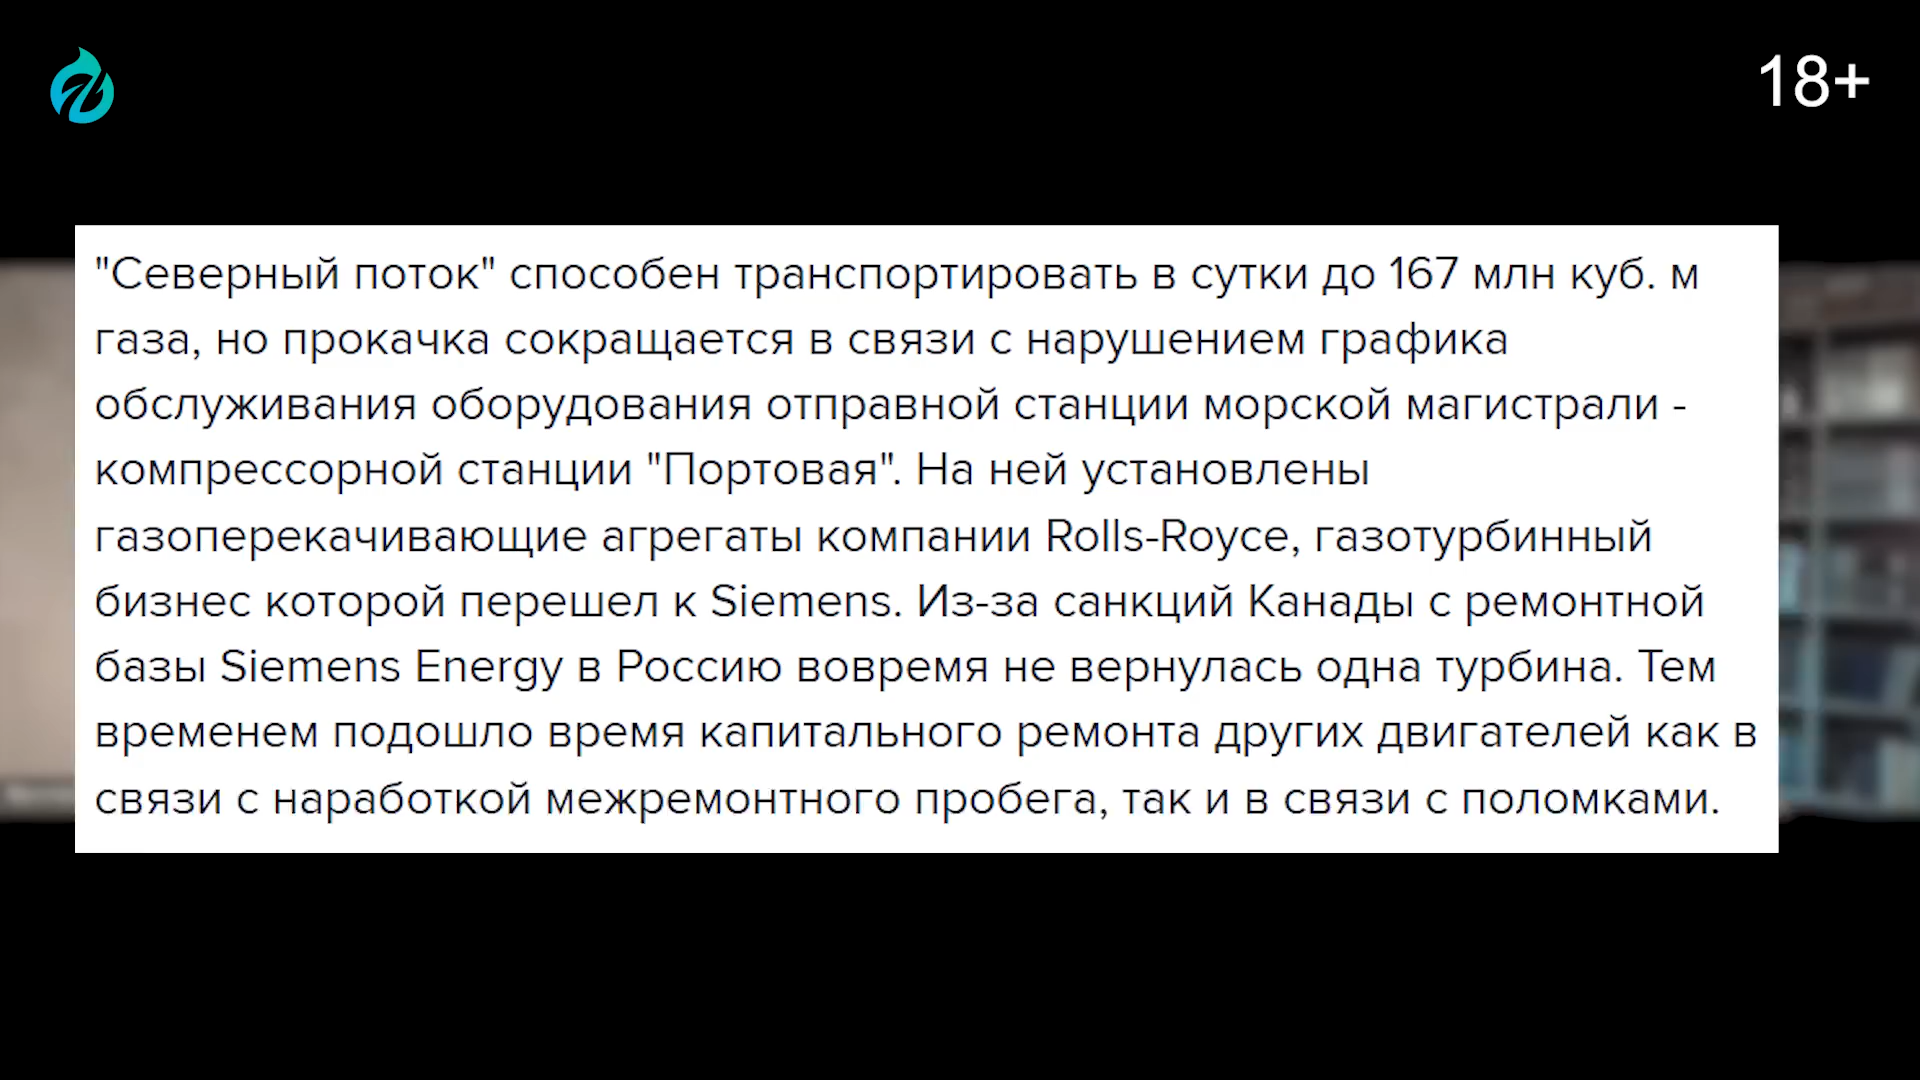 18+
"Северный поток" способен транспортировать в сутки до 167 млн куб. м
газа, но прокачка сокращается в связи с нарушением графика
обслуживания оборудования отправной станции морской магистрали -
компрессорной станции "Портовая". На ней установлены
газоперекачивающие агрегаты компании Rolls-Royce, газотурбинный
бизнес которой перешел к Siemens. Из-за санкций Канады с ремонтной
базы Siemens Energy в Россию вовремя не вернулась одна турбина. Тем
временем подошло время капитального ремонта других двигателей как в
связи с наработкой межремонтного пробега, так и в связи с поломками.